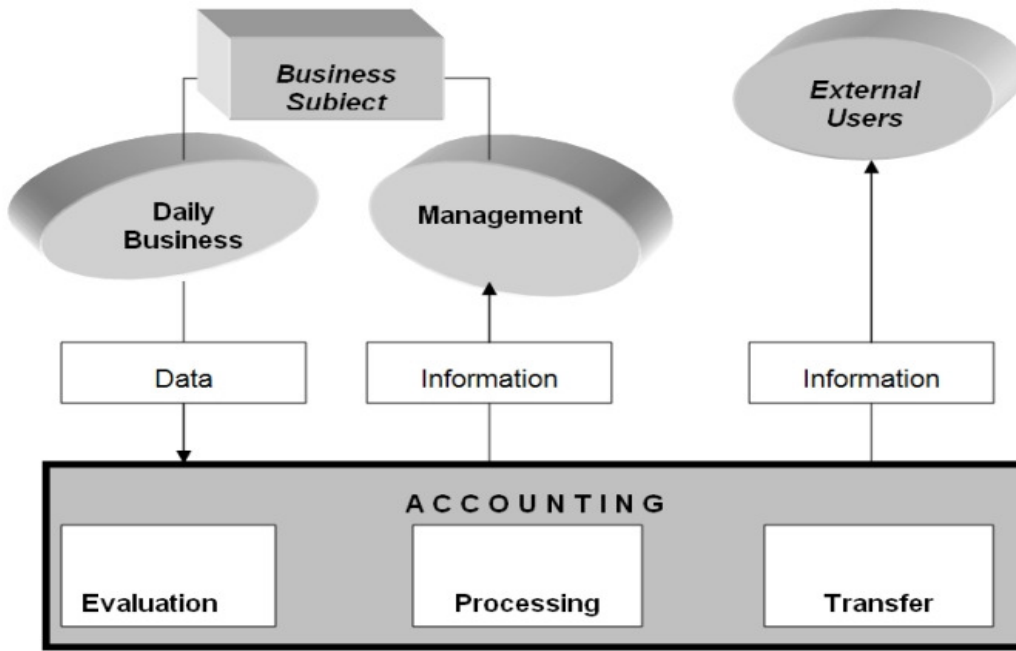 Business
Subiect
External
Users
Daily
Business
Management
Data
Information
Information
ACCOUNTING
Evaluation
Processing
Transfer